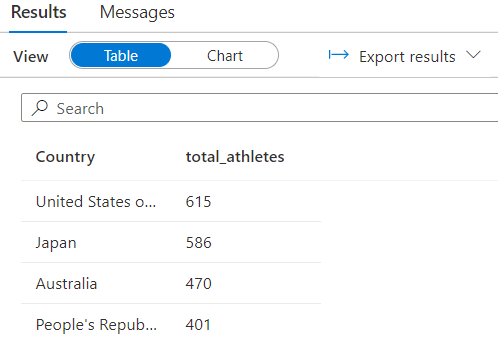 Results Messages
View Table Chart Export results
Search
Country total_athletes
United States o... 615
Japan 586
Australia 470
People's Repub... 401